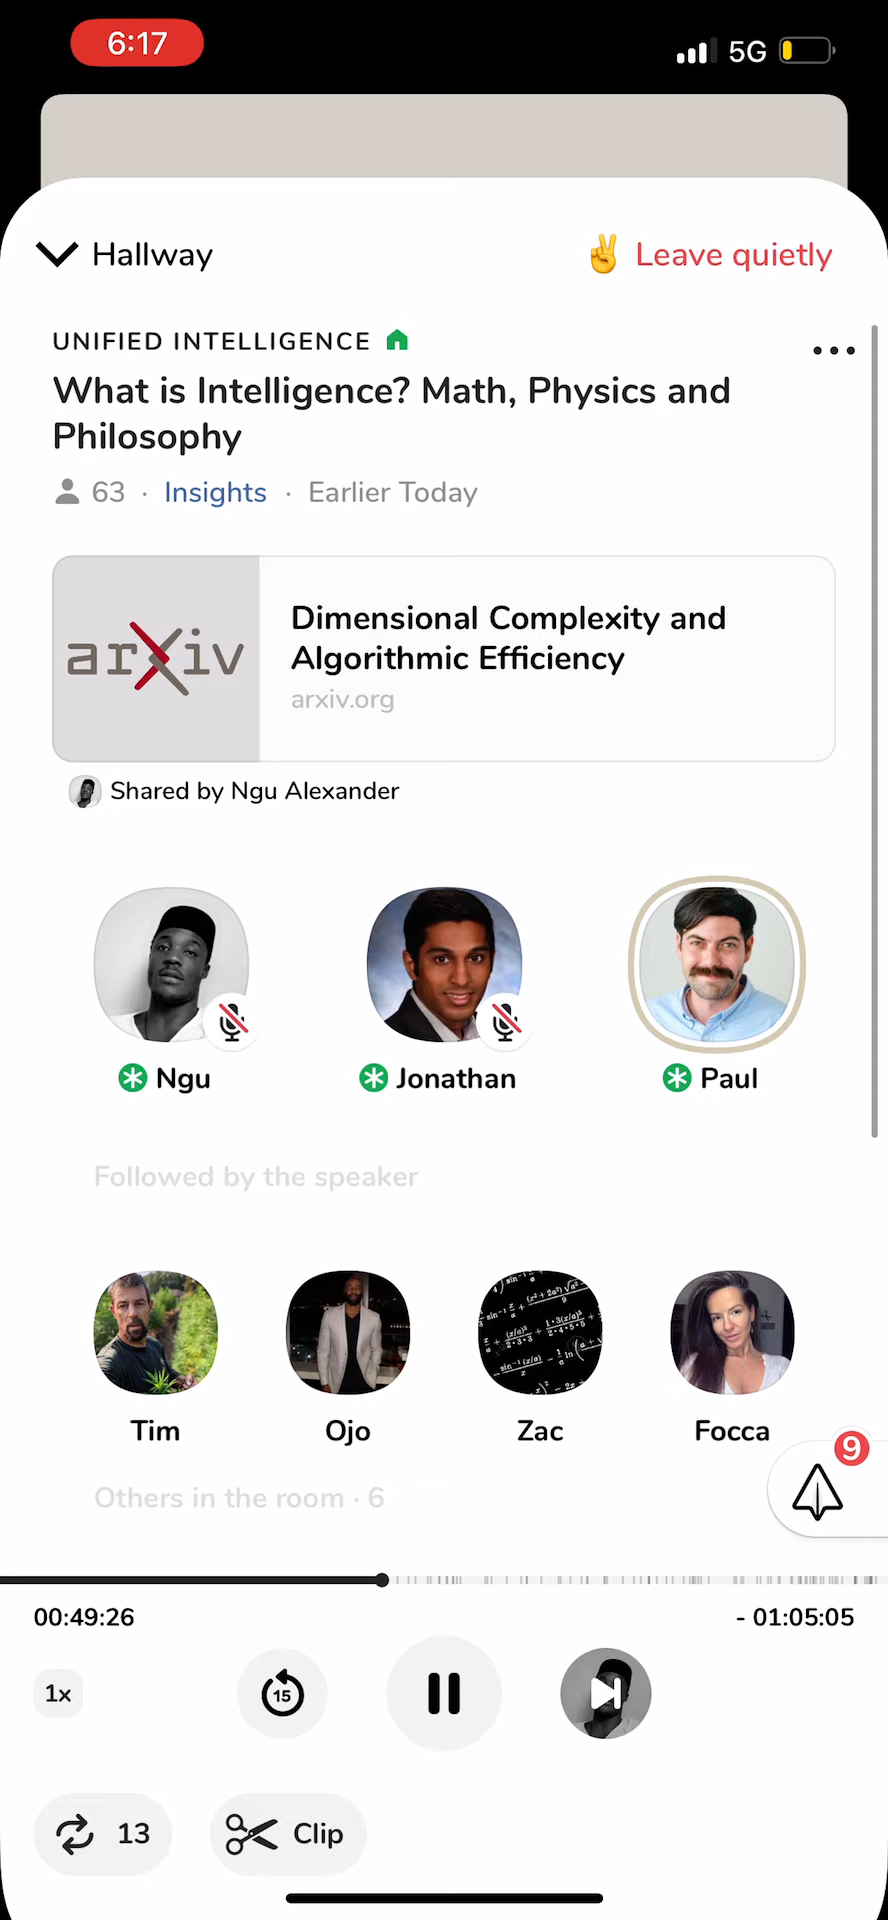 6:17
5G
Hallway
Leave quietly
UNIFIED INTELLIGENCE
What is Intelligence? Math, Physics and
Philosophy
63 · Insights · Earlier Today
arXiv
Dimensional Complexity and
Algorithmic Efficiency
arxiv.org
Shared by Ngu Alexander
Ngu
Jonathan
Paul
Followed by the speaker
Tim
Ojo
Zac
Focca
9
Others in the room · 6
00:49:26
- 01:05:05
1x
15
13
Clip